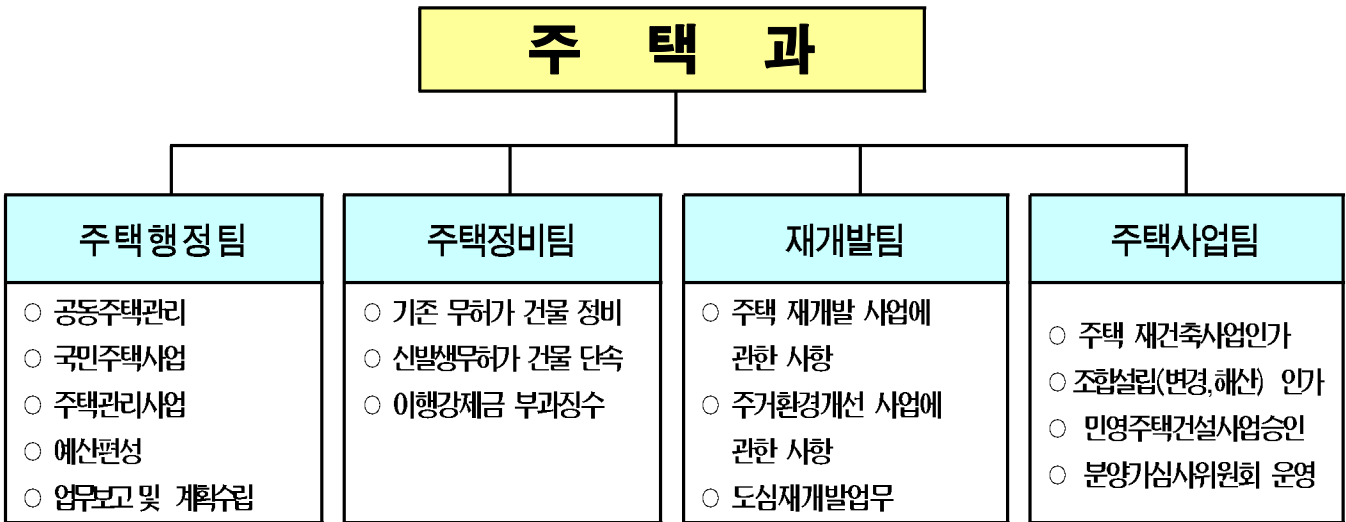 주 택 과
주택행정팀
○ 공동주택관리
○ 국민주택사업
○ 주택관리사업
○ 예산편성
○ 업무보고 및 계획수립
주택정비팀
○ 기존 무허가 건물 정비
○ 신발생무허가 건물 단속
○ 이행강제금 부과징수
재개발팀
○ 주택 재개발 사업에
관한 사항
○ 주거환경개선 사업에
관한 사항
○ 도심재개발업무
주택사업팀
○ 주택 재건축사업인가
○ 조합설립(변경,해산) 인가
○ 민영주택건설사업승인
○ 분양가심사위원회 운영